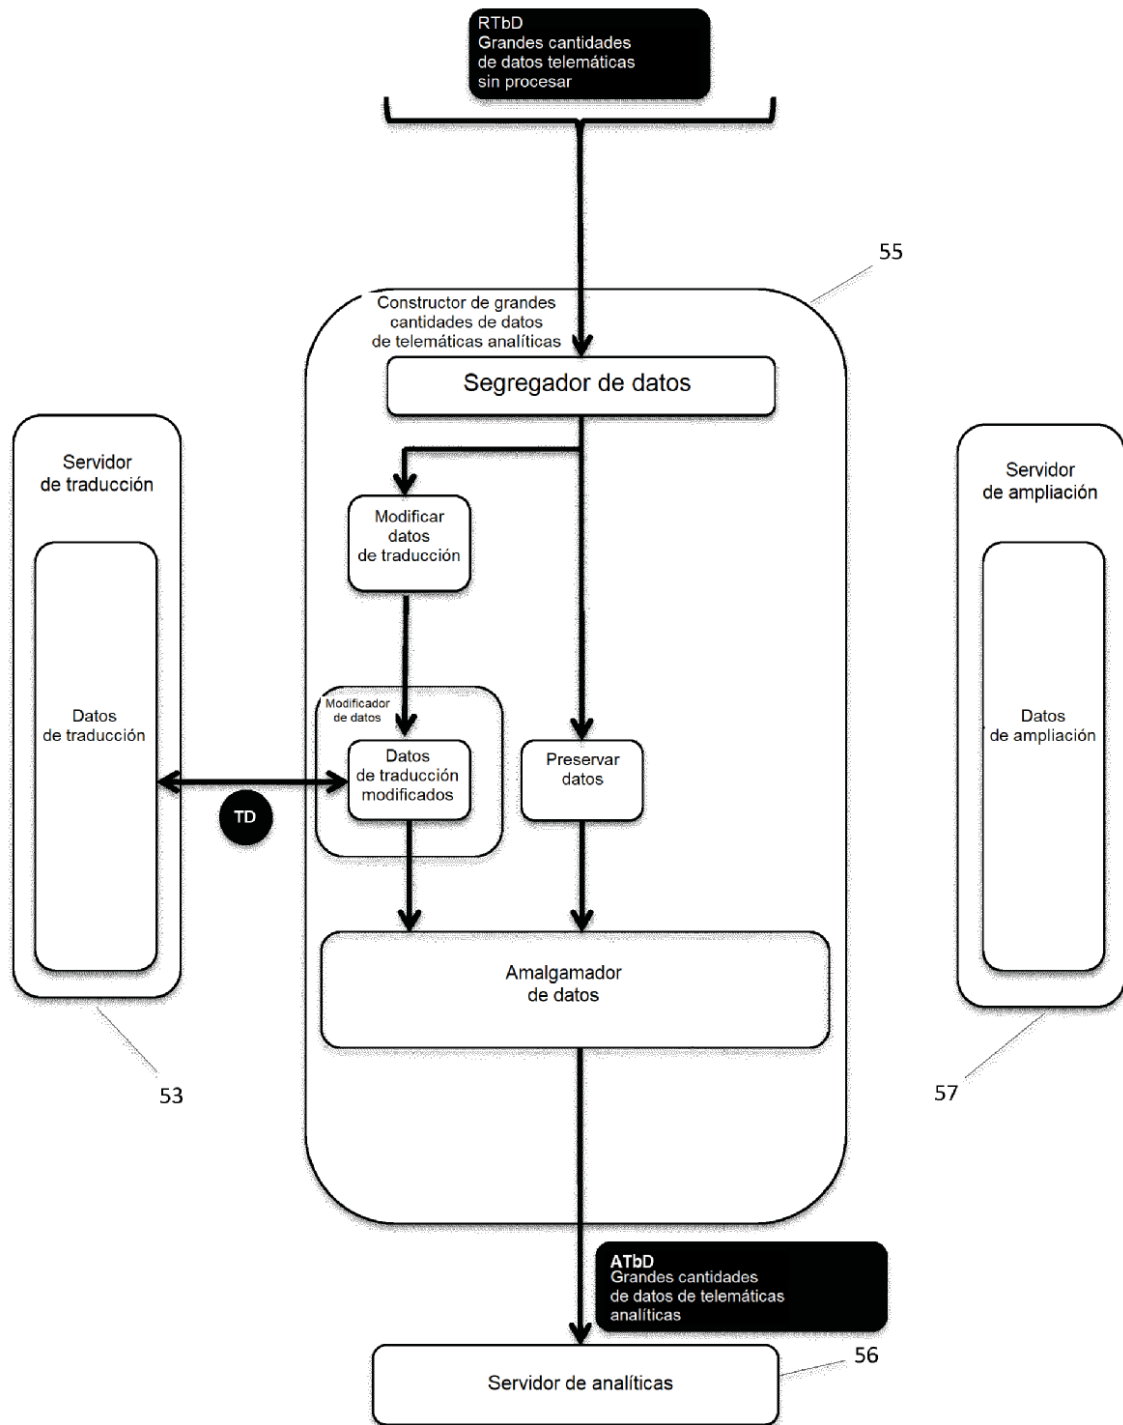 RTbD
Grandes cantidades
de datos telemáticas
sin procesar
55
Constructor de grandes
cantidades de datos
de telemáticas analíticas
Segregador de datos
Servidor
de traducción
Servidor
de ampliación
Modificar
datos
de traducción
Modificador
de datos
Datos
de traducción
Datos
de traducción
modificados
Preservar
datos
Datos
de ampliación
TD
Amalgamador
de datos
53
57
ATbD
Grandes cantidades
de datos de telemáticas
analíticas
56
Servidor de analíticas